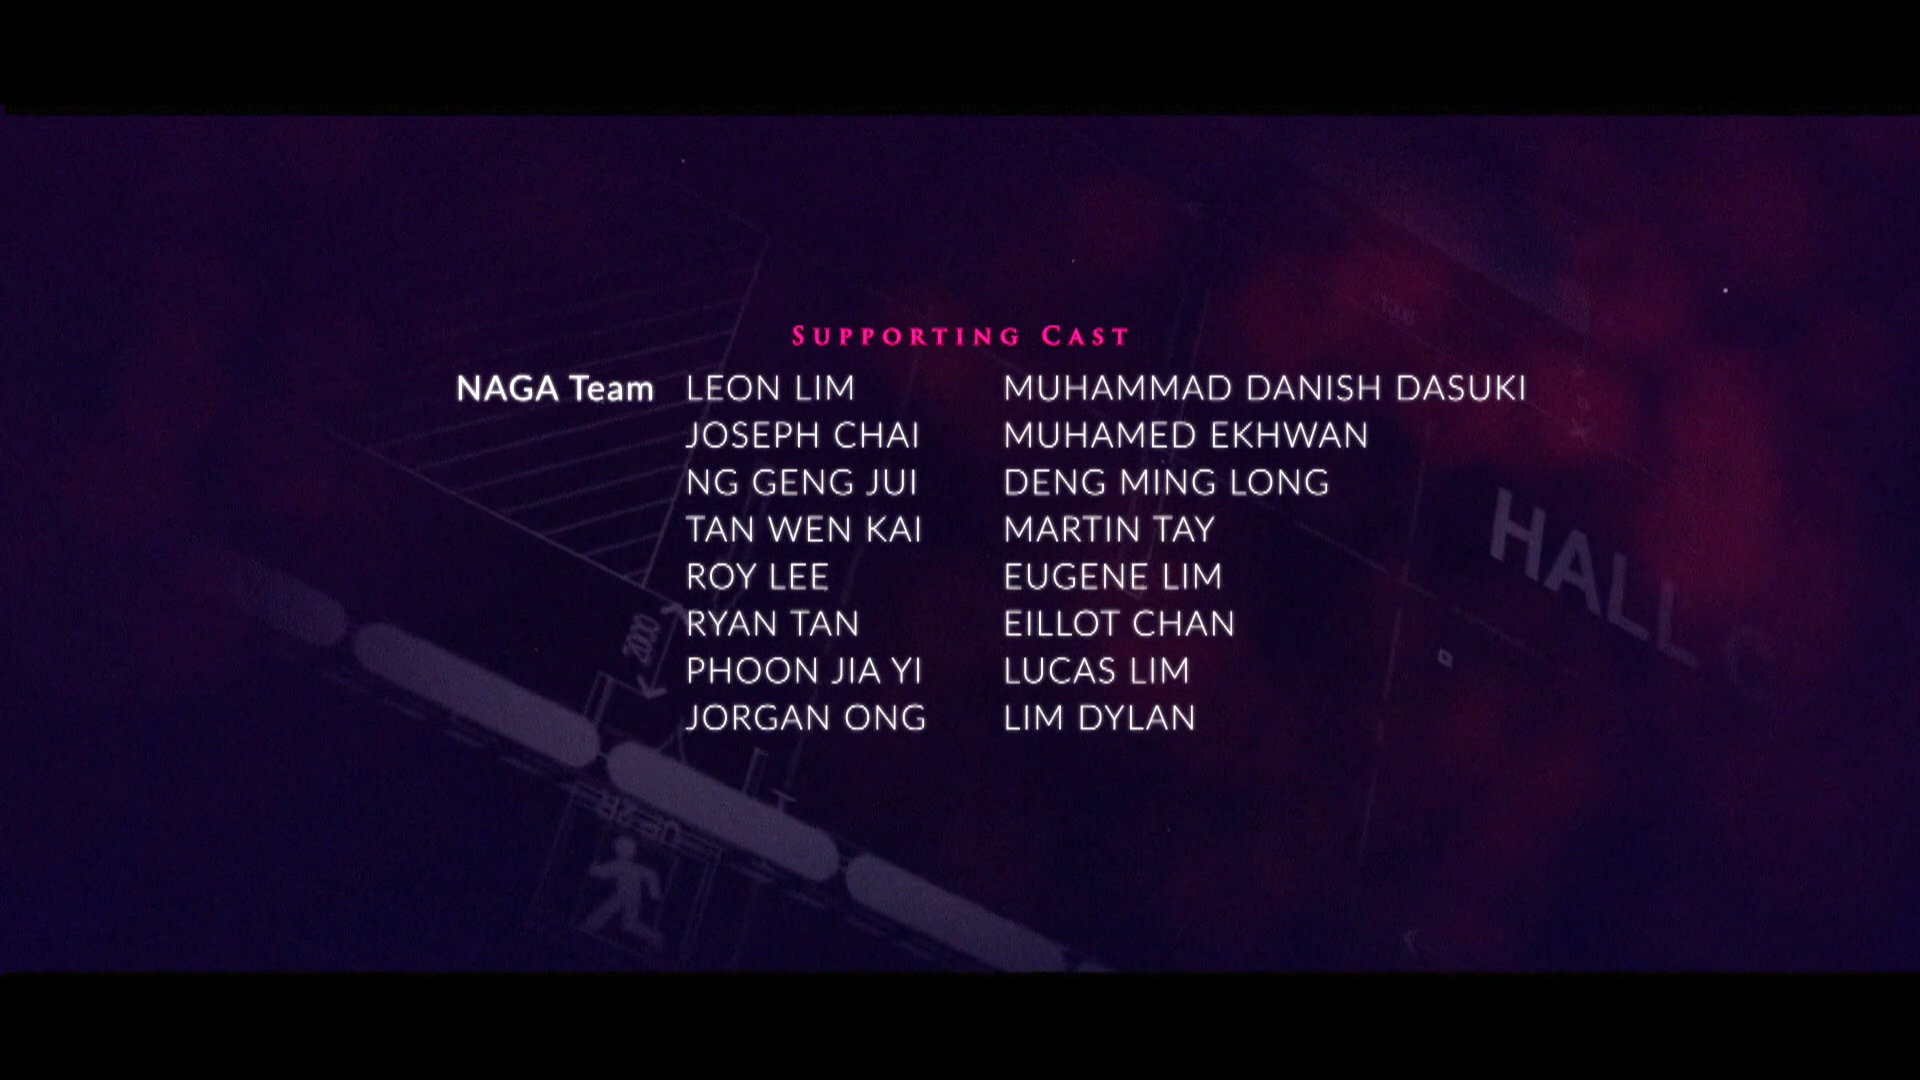 SUPPORTING CAST
NAGA Team LEON LIM MUHAMMAD DANISH DASUKI
JOSEPH CHAI MUHAMED EKHWAN
NG GENG JUI DENG MING LONG
TAN WEN KAI MARTIN TAY
ROY LEE EUGENE LIM
RYAN TAN EILLOT CHAN
PHOON JIA YI LUCAS LIM
JORGAN ONG LIM DYLAN
HALL
2000